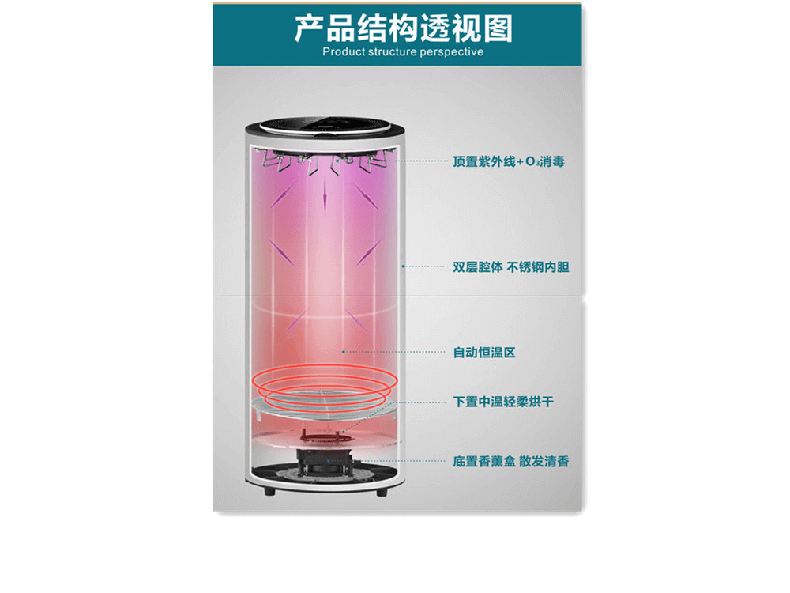 产品结构透视图
Product structure perspective
顶置紫外线+O₃消毒
双层腔体 不锈钢内胆
自动恒温区
下置中温轻柔烘干
底置香薰盒 散发清香